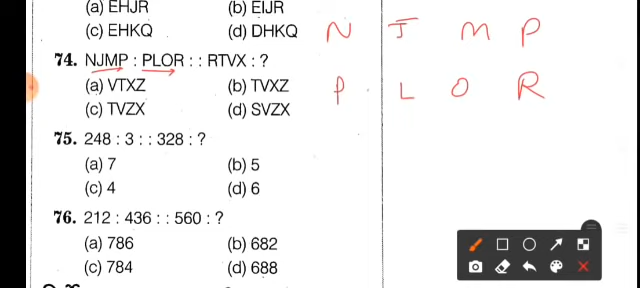 (a) EHJR (b) EIJR
(c) EHKQ (d) DHKQ
N J M P
74. NJMP : PLOR : : RTVX : ?
(a) VTXZ (b) TVXZ
P L O R
(c) TVZX (d) SVZX
75. 248 : 3 : : 328 : ?
(a) 7 (b) 5
(c) 4 (d) 6
76. 212 : 436 : : 560 : ?
(a) 786 (b) 682
(c) 784 (d) 688